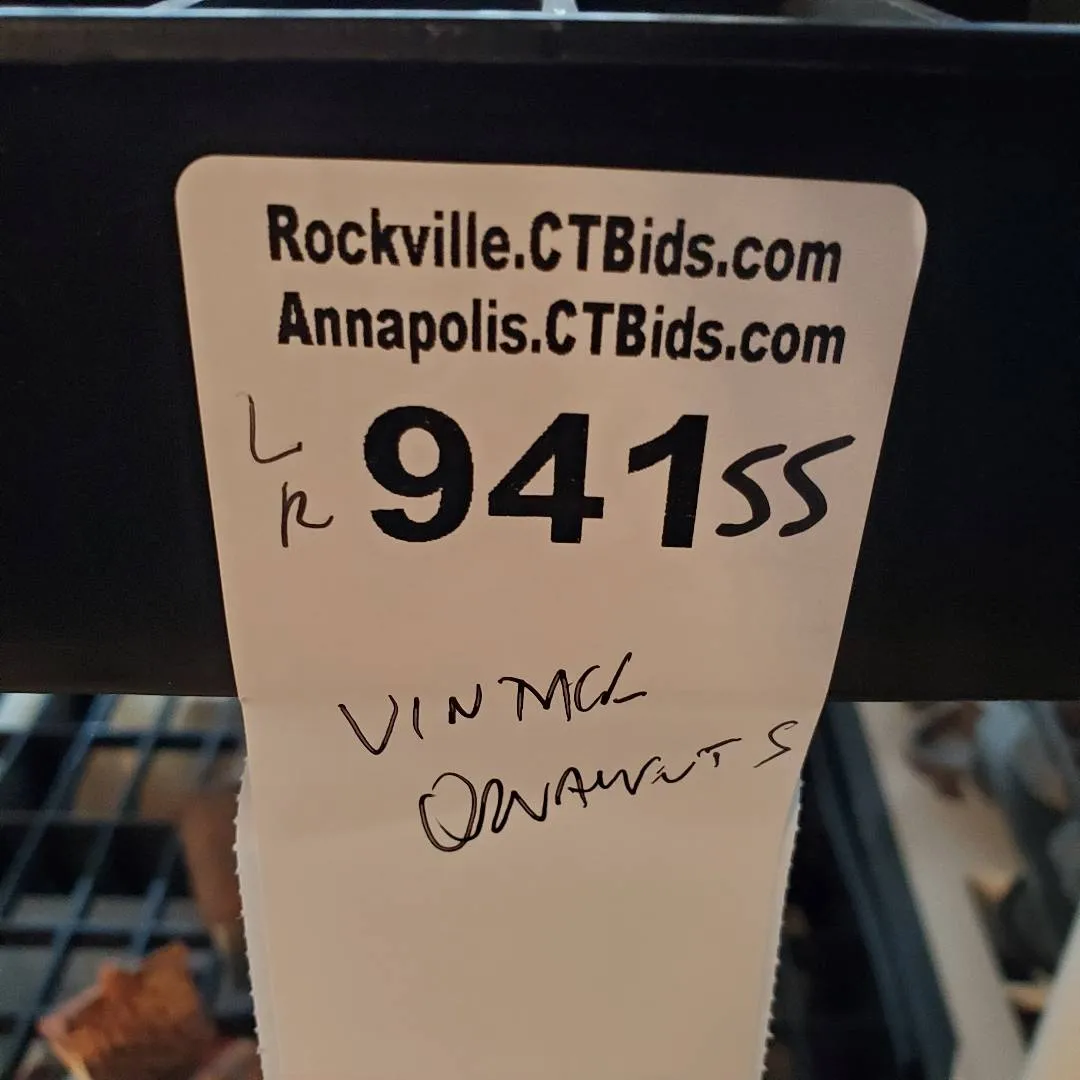 Rockville.CTBids.com
Annapolis.CTBids.com
L
R 941SS
VINTAGE
ORNAMENTS